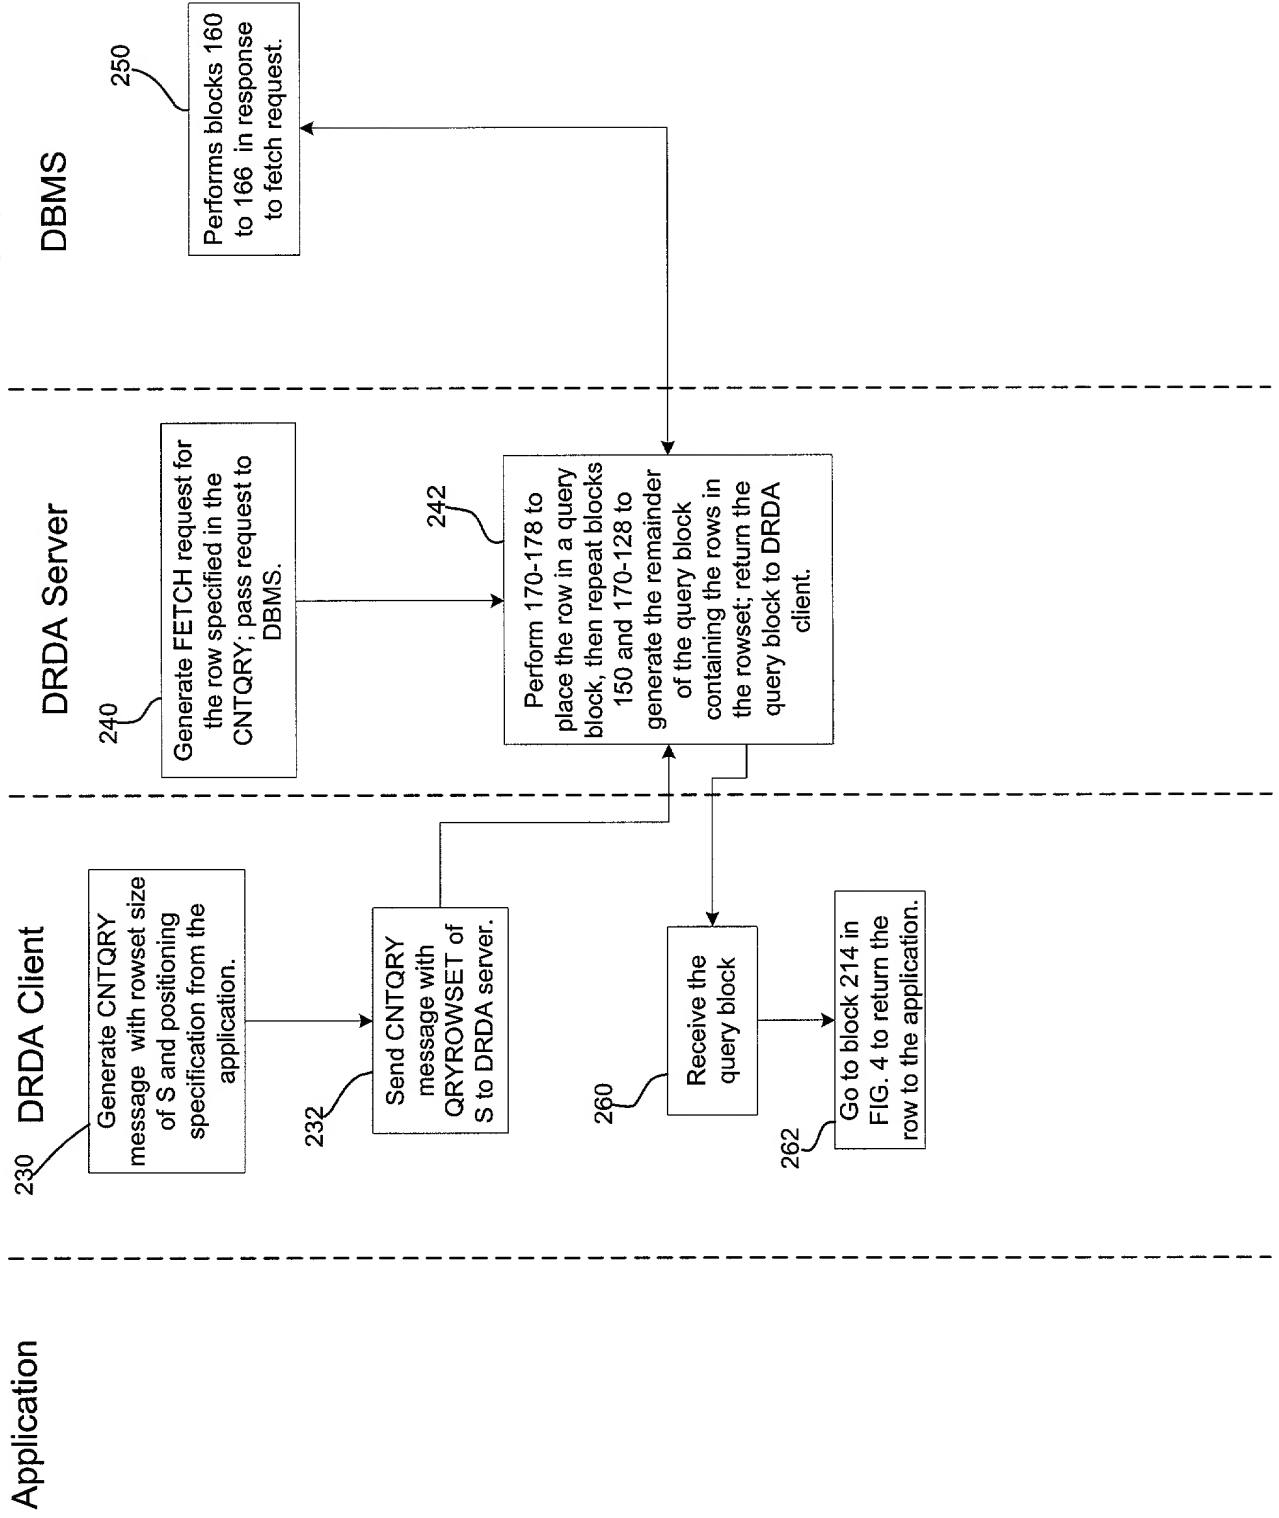 Application
DRDA Client
DRDA Server
DBMS
230
Generate CNTQRY
message with rowset size
of S and positioning
specification from the
application.
232
Send CNTQRY
message with
QRYROWSET of
S to DRDA server.
240
Generate FETCH request for
the row specified in the
CNTQRY; pass request to
DBMS.
242
Perform 170-178 to
place the row in a query
block, then repeat blocks
150 and 170-128 to
generate the remainder
of the query block
containing the rows in
the rowset; return the
query block to DRDA
client.
250
Performs blocks 160
to 166 in response
to fetch request.
260
Receive the
query block
262
Go to block 214 in
FIG. 4 to return the
row to the application.